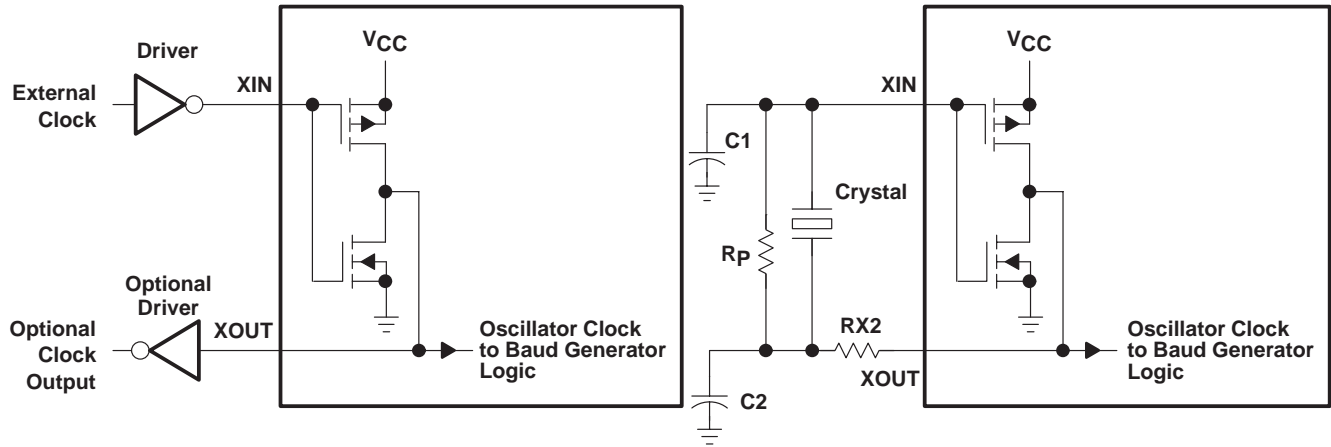 Driver
External
Clock
XIN
VCC
Optional
Driver
Optional
Clock
Output
XOUT
Oscillator Clock
to Baud Generator
Logic
VCC
XIN
C1
Crystal
RP
RX2
XOUT
C2
Oscillator Clock
to Baud Generator
Logic